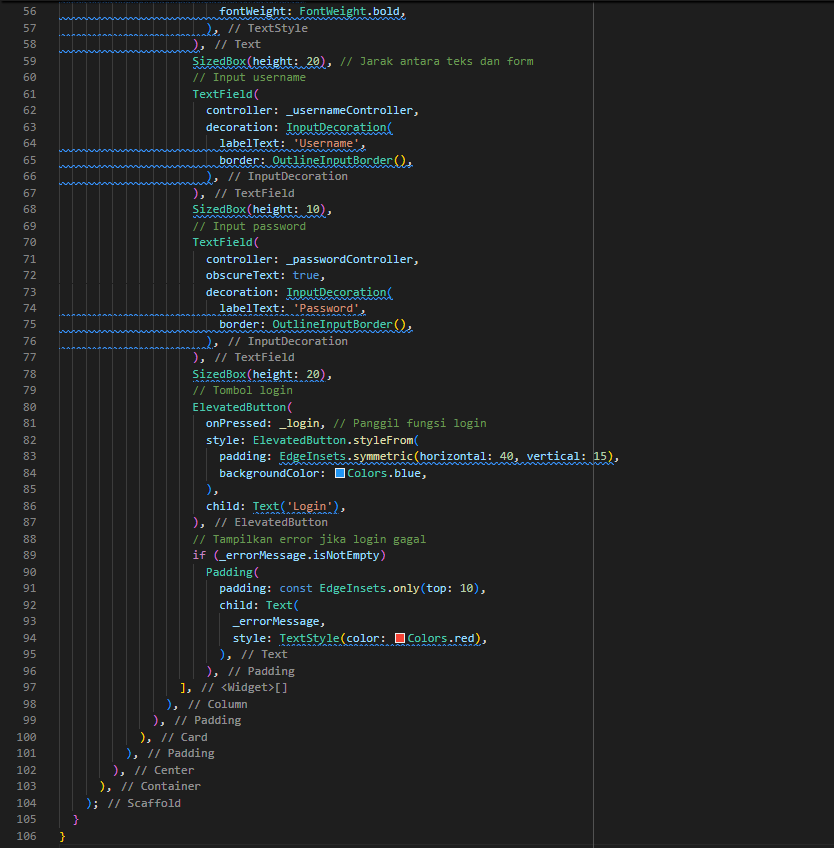 56 fontWeight: FontWeight.bold,
57 ), // TextStyle
58 ), // Text
59 SizedBox(height: 20), // Jarak antara teks dan form
60 // Input username
61 TextField(
62 controller: _usernameController,
63 decoration: InputDecoration(
64 labelText: 'Username',
65 border: OutlineInputBorder(),
66 ), // InputDecoration
67 ), // TextField
68 SizedBox(height: 10),
69 // Input password
70 TextField(
71 controller: _passwordController,
72 obscureText: true,
73 decoration: InputDecoration(
74 labelText: 'Password',
75 border: OutlineInputBorder(),
76 ), // InputDecoration
77 ), // TextField
78 SizedBox(height: 20),
79 // Tombol login
80 ElevatedButton(
81 onPressed: _login, // Panggil fungsi login
82 style: ElevatedButton.styleFrom(
83 padding: EdgeInsets.symmetric(horizontal: 40, vertical: 15),
84 backgroundColor: Colors.blue,
85 ),
86 child: Text('Login'),
87 ), // ElevatedButton
88 // Tampilkan error jika login gagal
89 if (_errorMessage.isNotEmpty)
90 Padding(
91 padding: const EdgeInsets.only(top: 10),
92 child: Text(
93 _errorMessage,
94 style: TextStyle(color: Colors.red),
95 ), // Text
96 ), // Padding
97 ], // <Widget>[]
98 ), // Column
99 ), // Padding
100 ), // Card
101 ), // Padding
102 ), // Center
103 ), // Container
104 ); // Scaffold
105 }
106 }